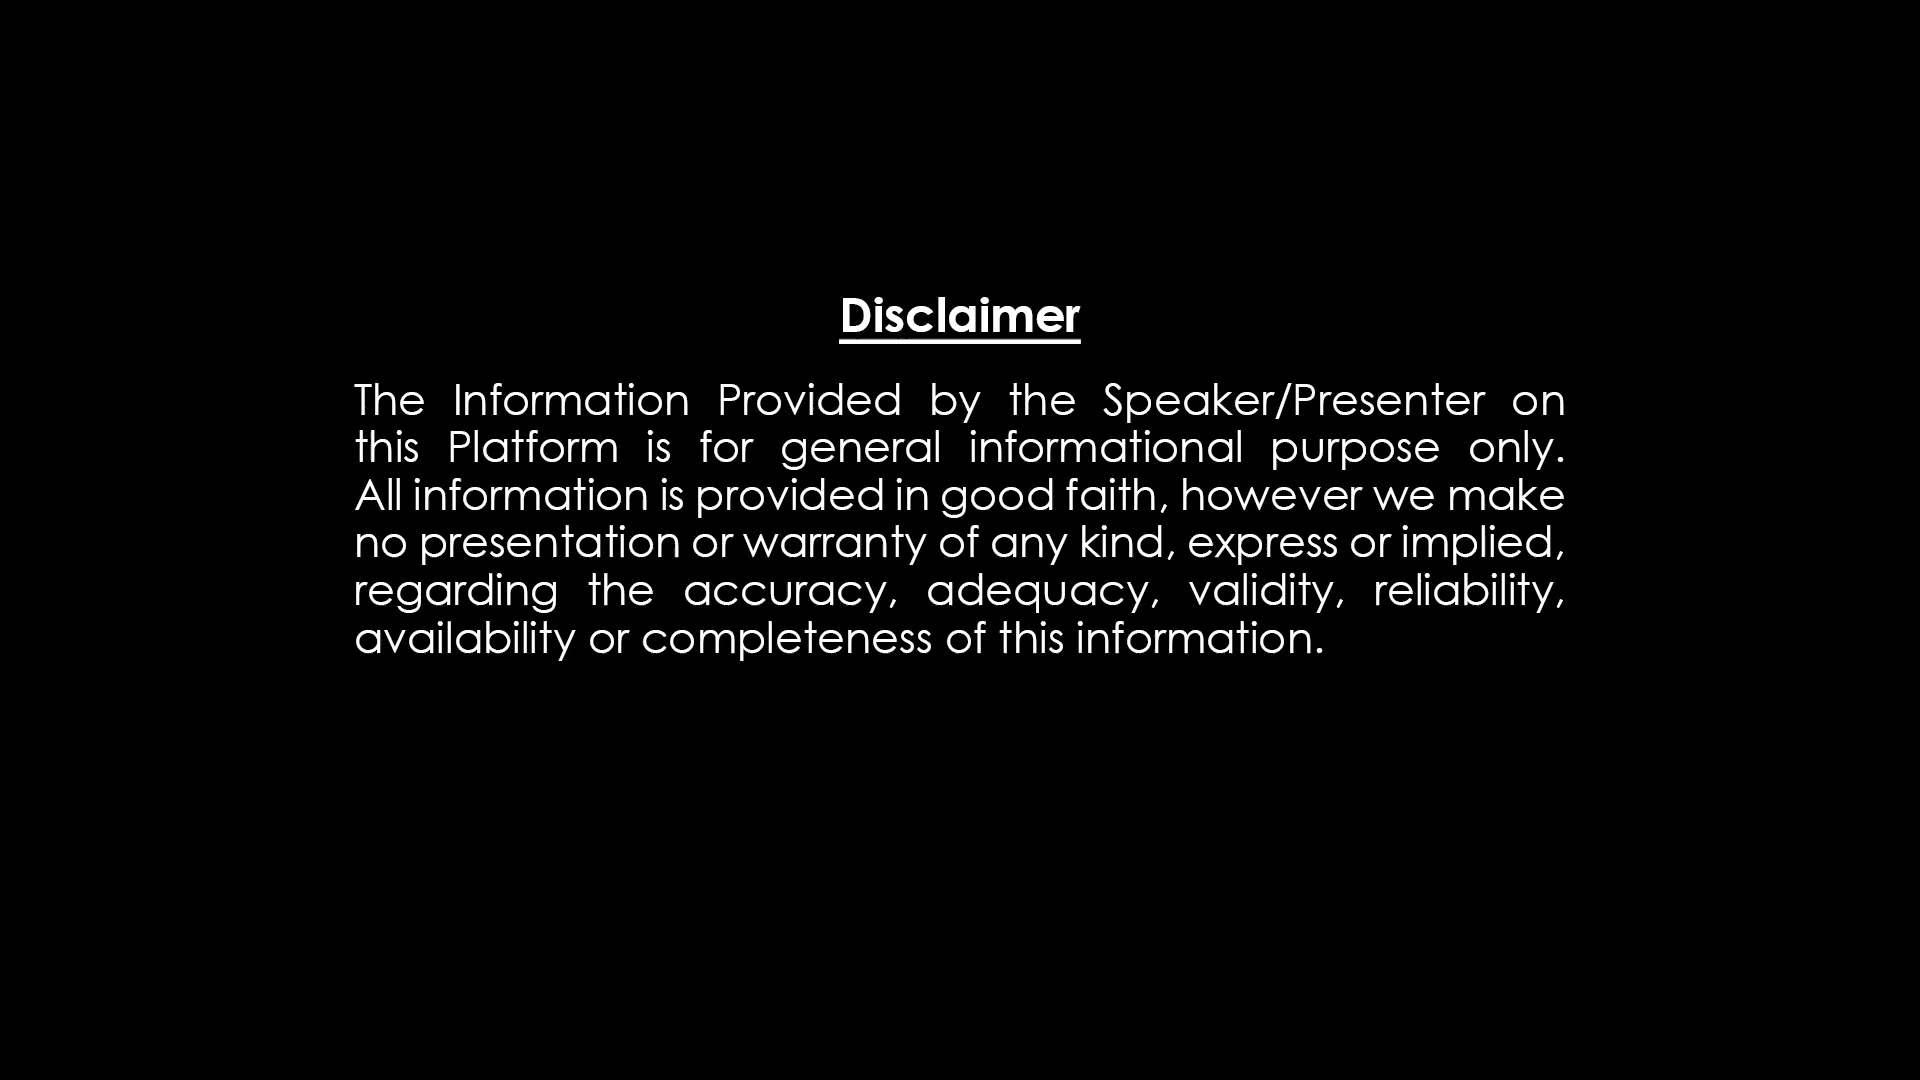 Disclaimer
The Information Provided by the Speaker/Presenter on
this Platform is for general informational purpose only.
All information is provided in good faith, however we make
no presentation or warranty of any kind, express or implied,
regarding the accuracy, adequacy, validity, reliability,
availability or completeness of this information.